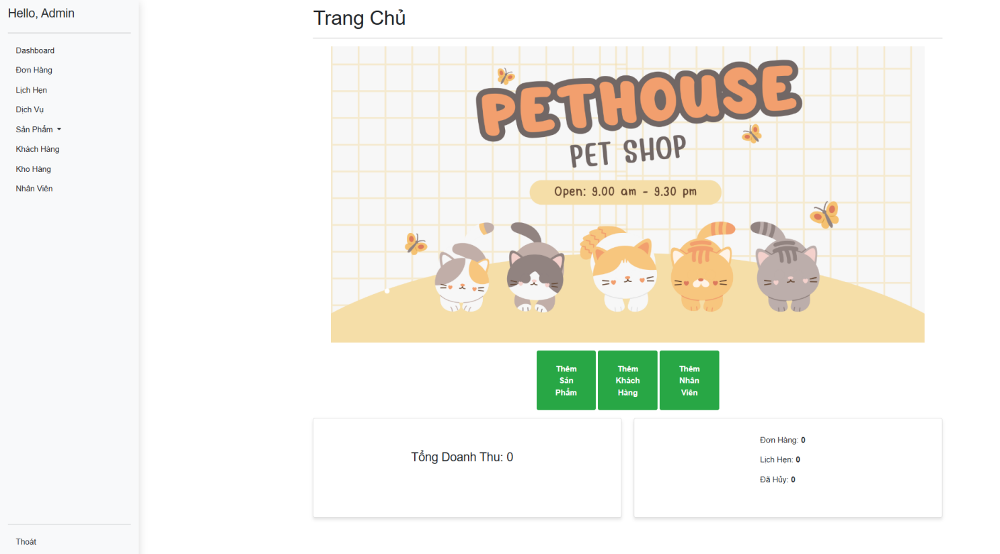 Hello, Admin
Dashboard
Đơn Hàng
Lịch Hẹn
Dịch Vụ
Sản Phẩm
Khách Hàng
Kho Hàng
Nhân Viên
Thoát
Trang Chủ
PETHOUSE
PET SHOP
Open: 9.00 am - 9.30 pm
Thêm
Sản
Phẩm
Thêm
Khách
Hàng
Thêm
Nhân
Viên
Tổng Doanh Thu: 0
Đơn Hàng: 0
Lịch Hẹn: 0
Đã Hủy: 0